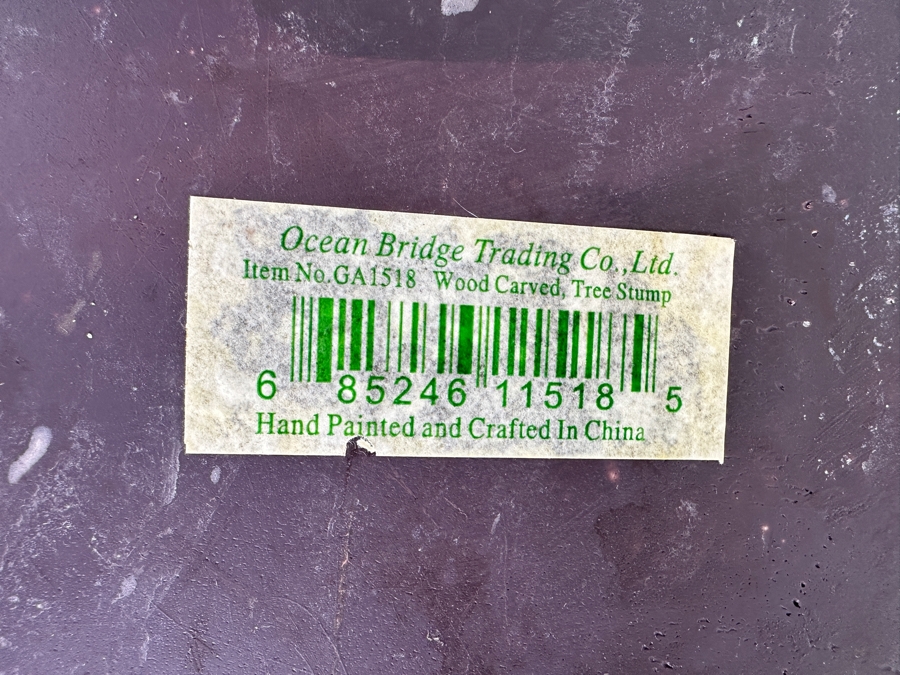 Ocean Bridge Trading Co.,Ltd.
Item No.GA1518 Wood Carved, Tree Stump
6 85246 11518 5
Hand Painted and Crafted In China